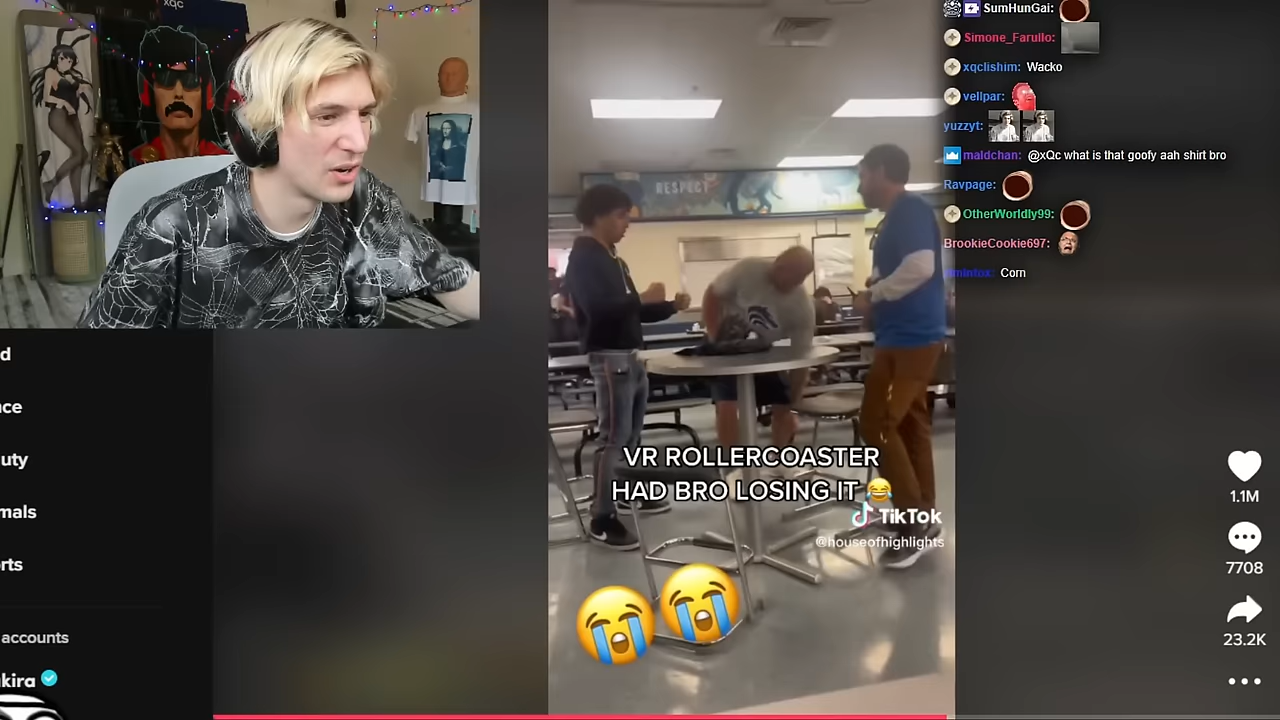 xqc
SumHunGai:
Simone_Farullo:
xqclishim: Wacko
vellpar:
yuzzyt:
maldchan: @xQc what is that goofy aah shirt bro
Ravpage:
OtherWorldly99:
BrookieCookie697:
Corn
RESPECT
d
ce
uty
mals
rts
accounts
kira
VR ROLLERCOASTER
HAD BRO LOSING IT 😂
TikTok
@houseofhighlights
1.1M
7708
23.2K